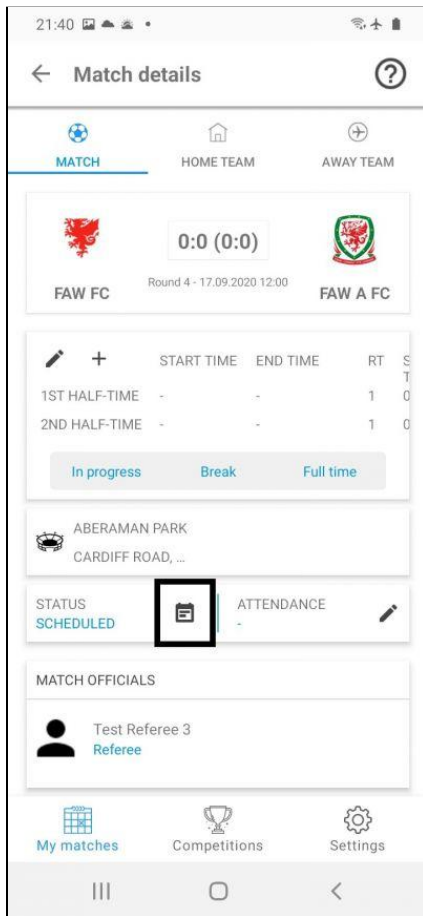 21:40
Match details
MATCH HOME TEAM AWAY TEAM
0:0 (0:0)
Round 4 - 17.09.2020 12:00
FAW FC FAW A FC
START TIME END TIME RT S
T
1ST HALF-TIME - - 1 0
2ND HALF-TIME - - 1 0
In progress Break Full time
ABERAMAN PARK
CARDIFF ROAD, ...
STATUS ATTENDANCE
SCHEDULED -
MATCH OFFICIALS
Test Referee 3
Referee
My matches Competitions Settings